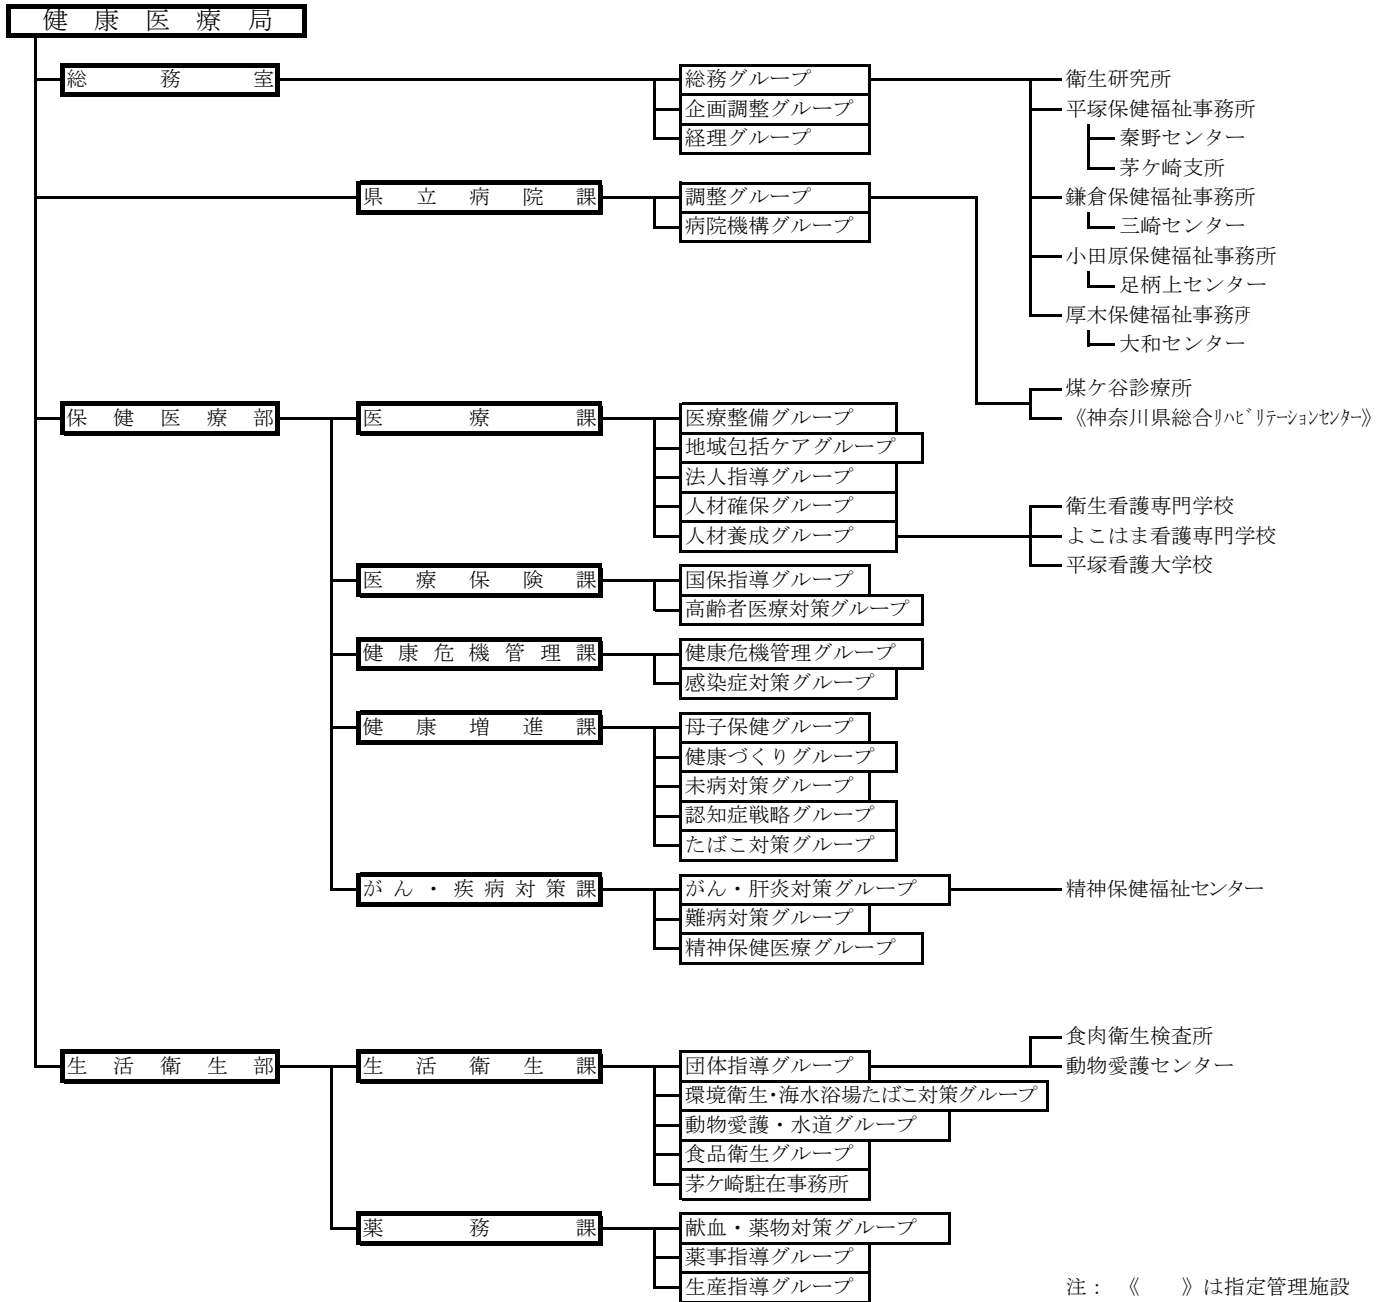 健康医療局
総務室
総務グループ
企画調整グループ
経理グループ
衛生研究所
平塚保健福祉事務所
秦野センター
茅ケ崎支所
鎌倉保健福祉事務所
三崎センター
小田原保健福祉事務所
足柄上センター
厚木保健福祉事務所
大和センター
県立病院課
調整グループ
病院機構グループ
煤ケ谷診療所
《神奈川県総合ﾘﾊﾋﾞﾘﾃｰｼｮﾝｾﾝﾀｰ》
保健医療部
医療課
医療整備グループ
地域包括ケアグループ
法人指導グループ
人材確保グループ
人材養成グループ
衛生看護専門学校
よこはま看護専門学校
平塚看護大学校
医療保険課
国保指導グループ
高齢者医療対策グループ
健康危機管理課
健康危機管理グループ
感染症対策グループ
健康増進課
母子保健グループ
健康づくりグループ
未病対策グループ
認知症戦略グループ
たばこ対策グループ
がん・疾病対策課
がん・肝炎対策グループ
難病対策グループ
精神保健医療グループ
精神保健福祉センター
生活衛生部
生活衛生課
団体指導グループ
環境衛生・海水浴場たばこ対策グループ
動物愛護・水道グループ
食品衛生グループ
茅ケ崎駐在事務所
食肉衛生検査所
動物愛護センター
薬務課
献血・薬物対策グループ
薬事指導グループ
生産指導グループ
注： 《　　》は指定管理施設